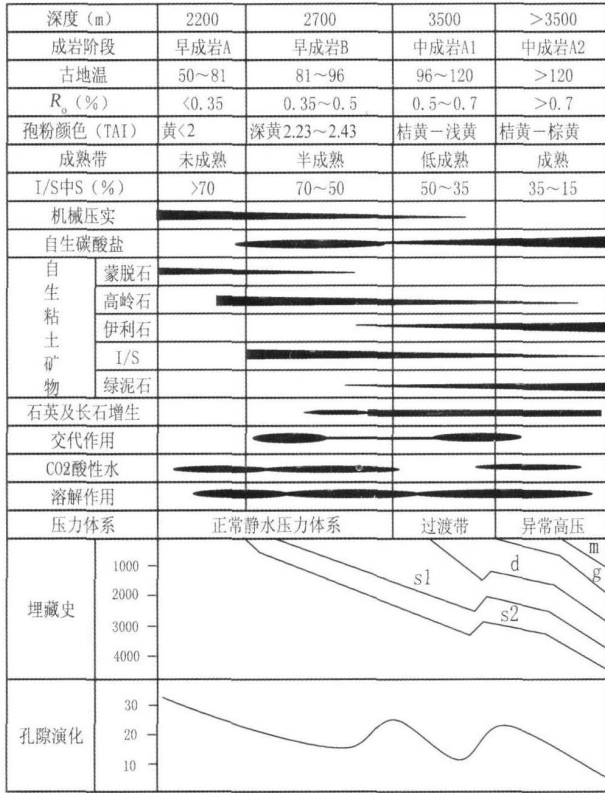 深度（m） 2200 2700 3500 >3500
成岩阶段 早成岩A 早成岩B 中成岩A1 中成岩A2
古地温 50～81 81～96 96～120 >120
Ro（%） <0.35 0.35～0.5 0.5～0.7 >0.7
孢粉颜色（TAI） 黄<2 深黄2.23～2.43 桔黄－浅黄 桔黄－棕黄
成熟带 未成熟 半成熟 低成熟 成熟
I/S中S（%） >70 70～50 50～35 35～15
机械压实
自生碳酸盐
自生粘土矿物
蒙脱石
高岭石
伊利石
I/S
绿泥石
石英及长石增生
交代作用
CO2酸性水
溶解作用
压力体系 正常静水压力体系 过渡带 异常高压
埋藏史
1000
2000
3000
4000
s1
s2
d
m
g
孔隙演化
30
20
10